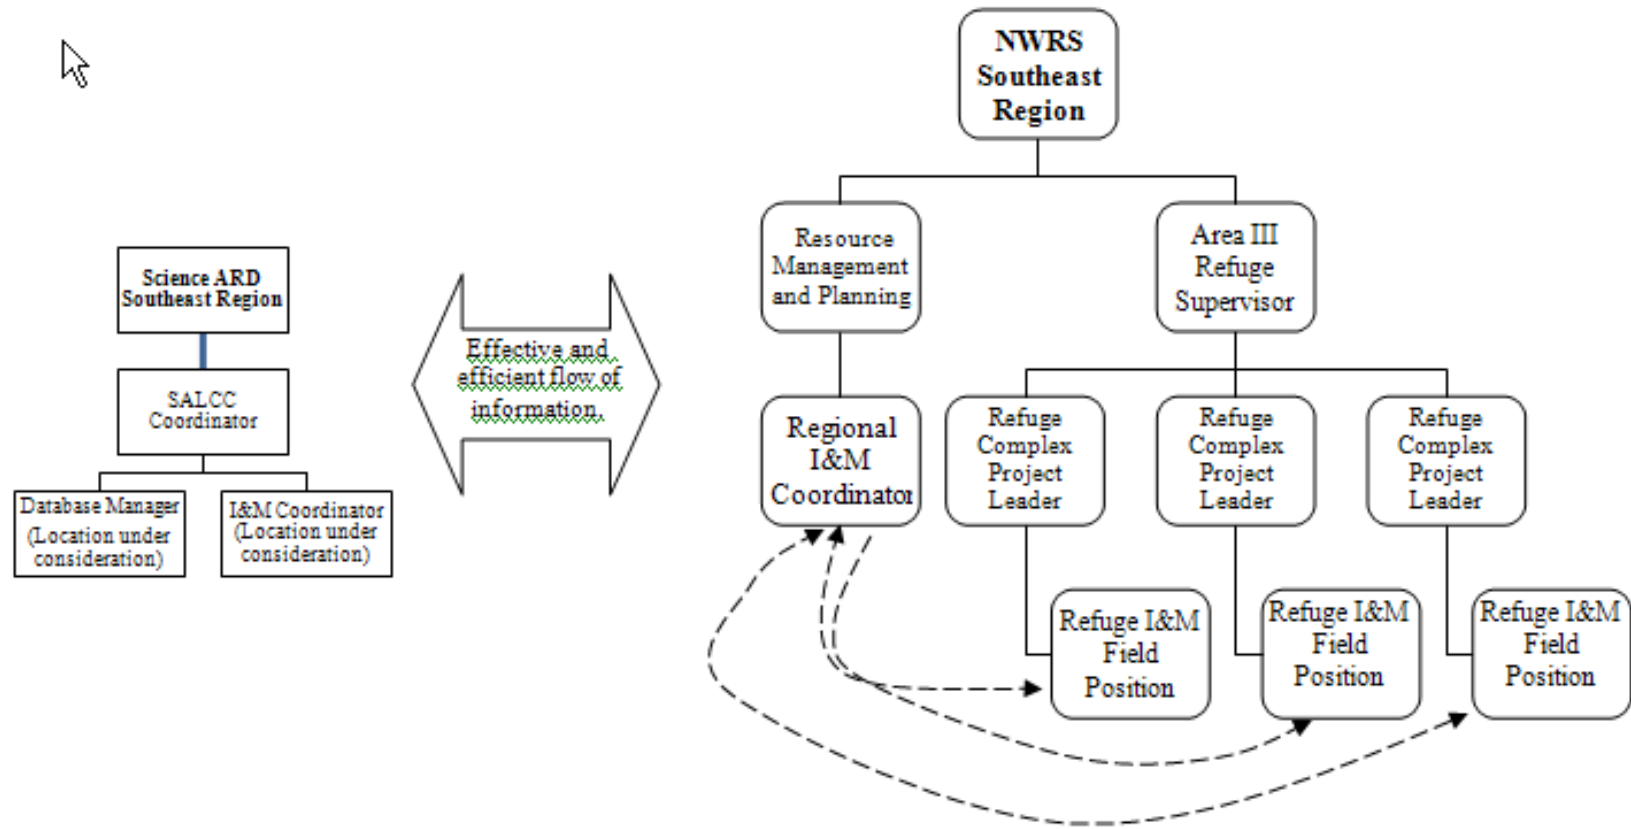 NWRS
Southeast
Region
Resource
Management
and Planning
Area III
Refuge
Supervisor
Science ARD
Southeast Region
SALCC
Coordinator
Database Manager
(Location under
consideration)
I&M Coordinator
(Location under
consideration)
Effective and
efficient flow of
information.
Regional
I&M
Coordinator
Refuge
Complex
Project
Leader
Refuge
Complex
Project
Leader
Refuge
Complex
Project
Leader
Refuge I&M
Field
Position
Refuge I&M
Field
Position
Refuge I&M
Field
Position